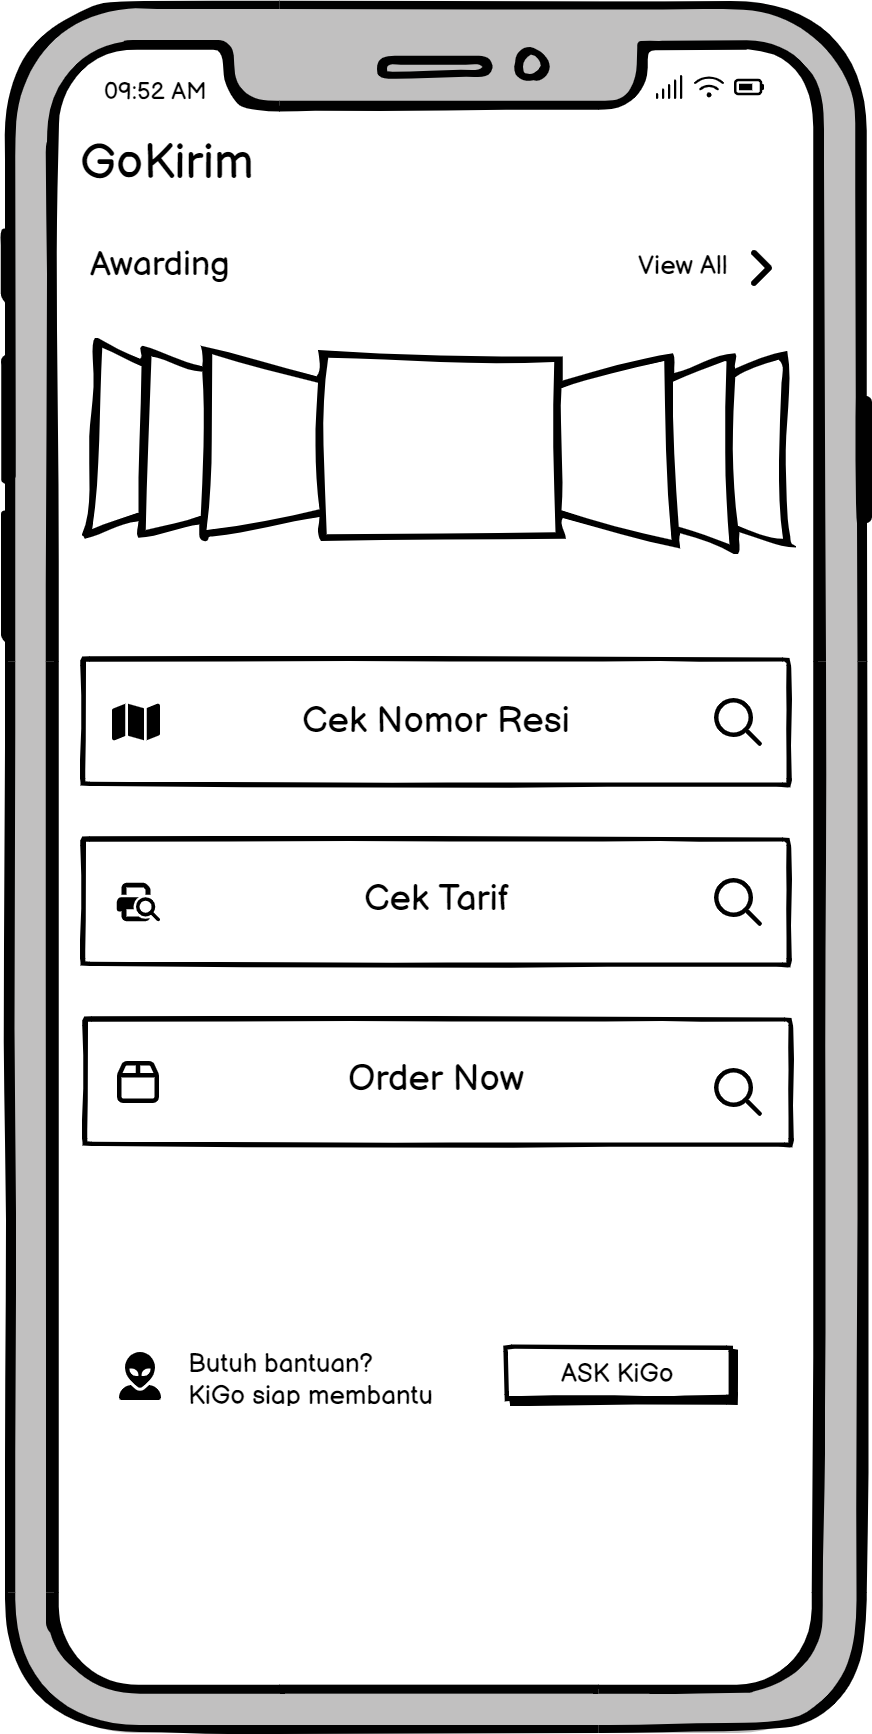 09:52 AM
GoKirim
Awarding
View All
Cek Nomor Resi
Cek Tarif
Order Now
Butuh bantuan?
KiGo siap membantu
ASK KiGo